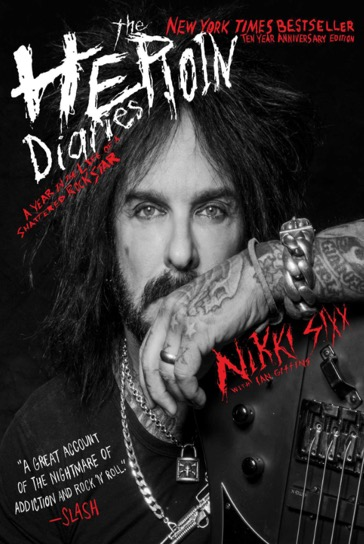 the
NEW YORK TIMES BESTSELLER
TEN YEAR ANNIVERSARY EDITION
HEROIN
Diaries
A YEAR IN THE LIFE OF A
SHATTERED ROCK STAR
NIKKI SIXX
WITH IAN GITTINS
"A GREAT ACCOUNT
OF THE NIGHTMARE OF
ADDICTION AND ROCK 'N' ROLL."
—SLASH